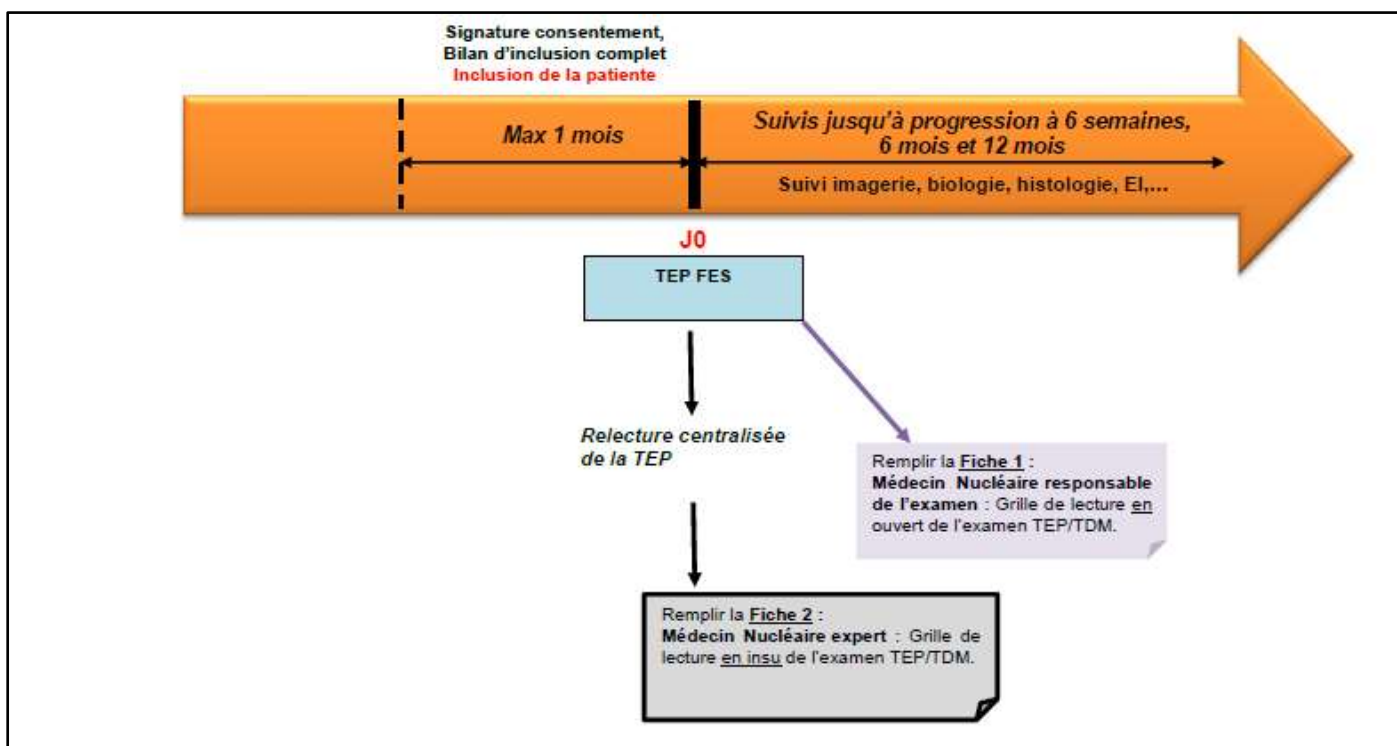 Signature consentement,
Bilan d'inclusion complet
Inclusion de la patiente
Max 1 mois
Suivis jusqu'à progression à 6 semaines,
6 mois et 12 mois
Suivi imagerie, biologie, histologie, EI,...
J0
TEP FES
Relecture centralisée
de la TEP
Remplir la Fiche 1 :
Médecin Nucléaire responsable
de l'examen : Grille de lecture en
ouvert de l'examen TEP/TDM.
Remplir la Fiche 2 :
Médecin Nucléaire expert : Grille de
lecture en insu de l'examen TEP/TDM.